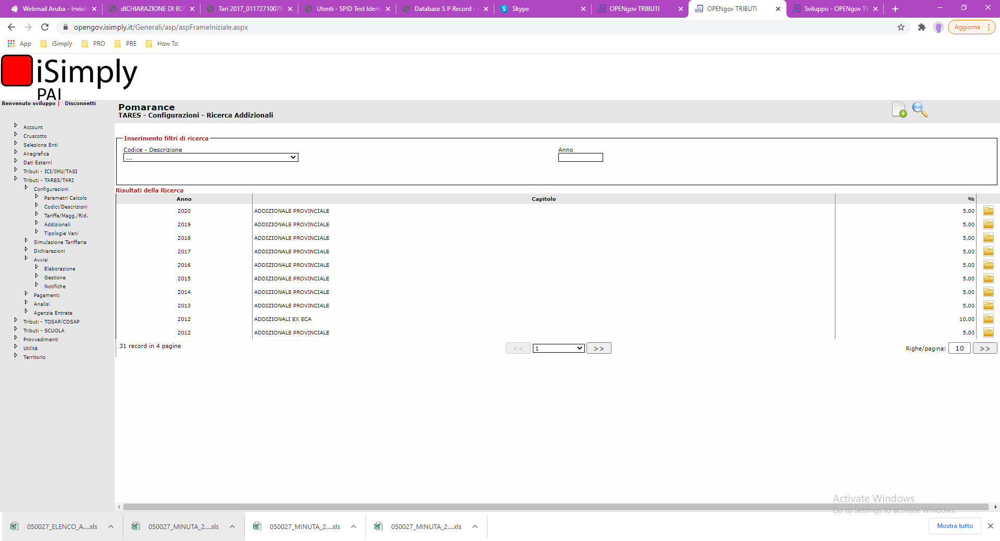 Webmail Aruba - Inviat
dICHIARAZIONE DI BO
Tari 2017_01172710079
Utenti - SPID Test Ident
Database S P Record -
Skype
OPENgov TRIBUTI
OPENgov TRIBUTI
Sviluppo - OPENgov TR
opengov.isimply.it/Generali/asp/aspFrameIniziale.aspx
Aggiorna
App
iSimply
PRO
PRE
How To
iSimply
PAI
Benvenuto sviluppo | Disconnetti
Pomarance
TARES - Configurazioni - Ricerca Addizionali
Account
Cruscotto
Seleziona Enti
Anagrafica
Dati Esterni
Tributi - ICI/IMU/TASI
Tributi - TARES/TARI
Configurazioni
Parametri Calcolo
Codici/Descrizioni
Tariffe/Magg./Rid.
Addizionali
Tipologie Vani
Simulazione Tariffaria
Dichiarazioni
Avvisi
Elaborazione
Gestione
Notifiche
Pagamenti
Analisi
Agenzia Entrate
Tributi - TOSAP/COSAP
Tributi - SCUOLA
Provvedimenti
Utilità
Territorio
Inserimento filtri di ricerca
Codice - Descrizione
...
Anno
Risultati della Ricerca
Anno Capitolo %
2020 ADDIZIONALE PROVINCIALE 5,00
2019 ADDIZIONALE PROVINCIALE 5,00
2018 ADDIZIONALE PROVINCIALE 5,00
2017 ADDIZIONALE PROVINCIALE 5,00
2016 ADDIZIONALE PROVINCIALE 5,00
2015 ADDIZIONALE PROVINCIALE 5,00
2014 ADDIZIONALE PROVINCIALE 5,00
2013 ADDIZIONALE PROVINCIALE 5,00
2012 ADDIZIONALI EX ECA 10,00
2012 ADDIZIONALE PROVINCIALE 5,00
31 record in 4 pagine
<< 1 >>
Righe/pagina: 10 >>
Activate Windows
Go to Settings to activate Windows.
050027_ELENCO_A....xls
050027_MINUTA_2....xls
050027_MINUTA_2....xls
050027_MINUTA_2....xls
Mostra tutto